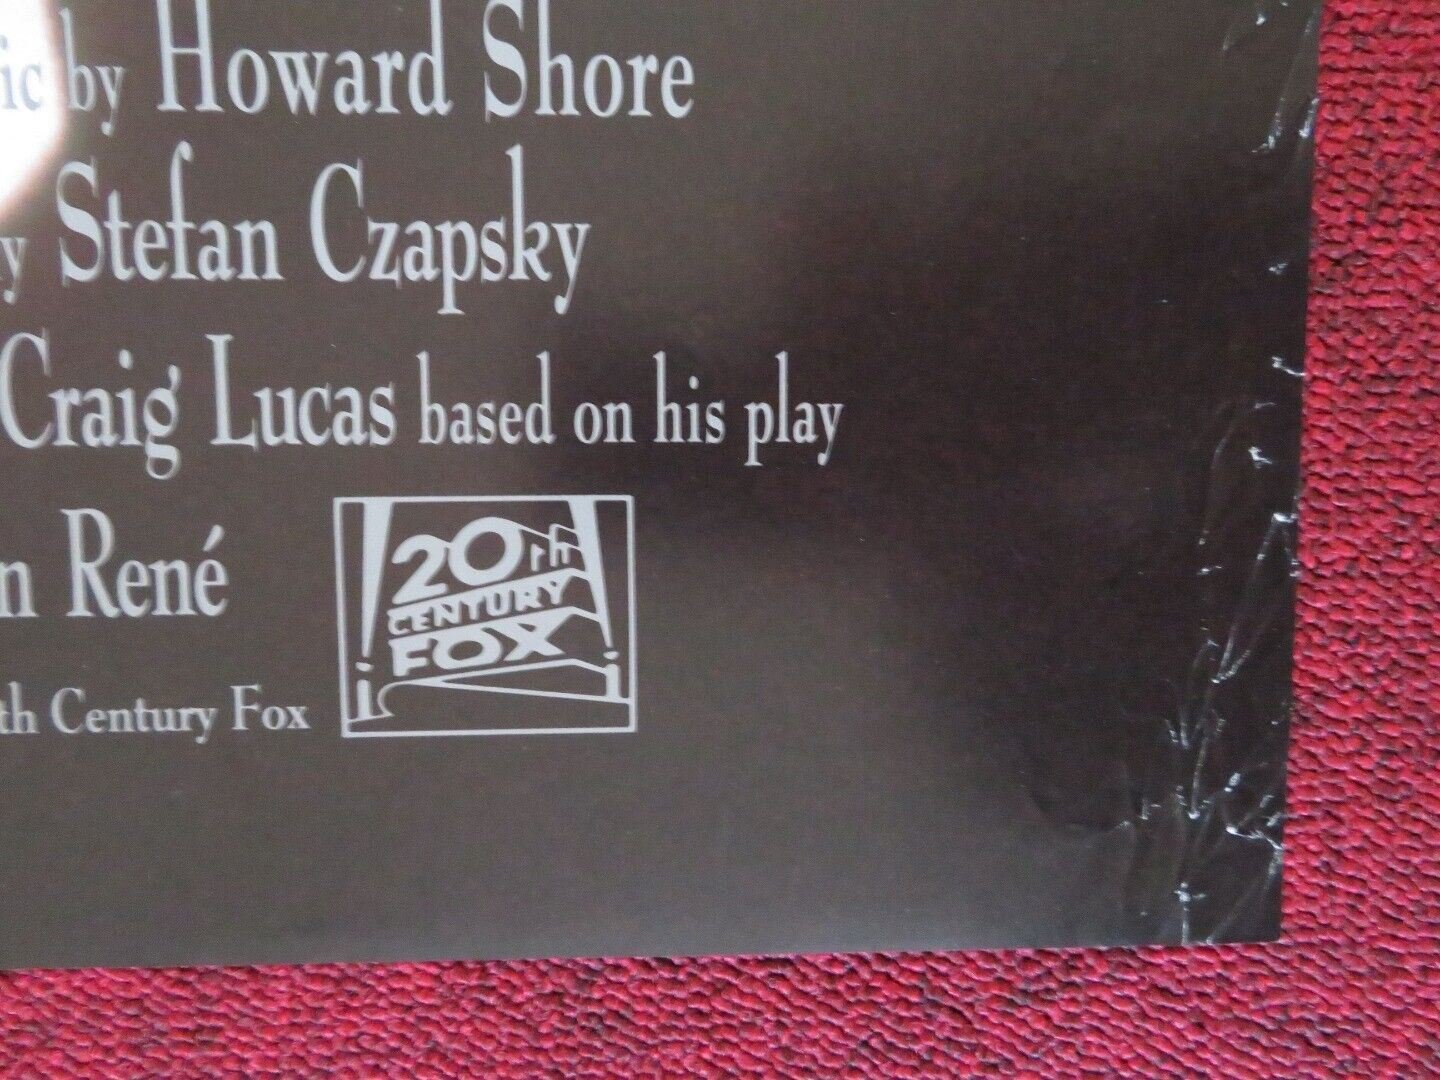 ic by Howard Shore
y Stefan Czapsky
Craig Lucas based on his play
n René
th Century Fox
20th
CENTURY
FOX